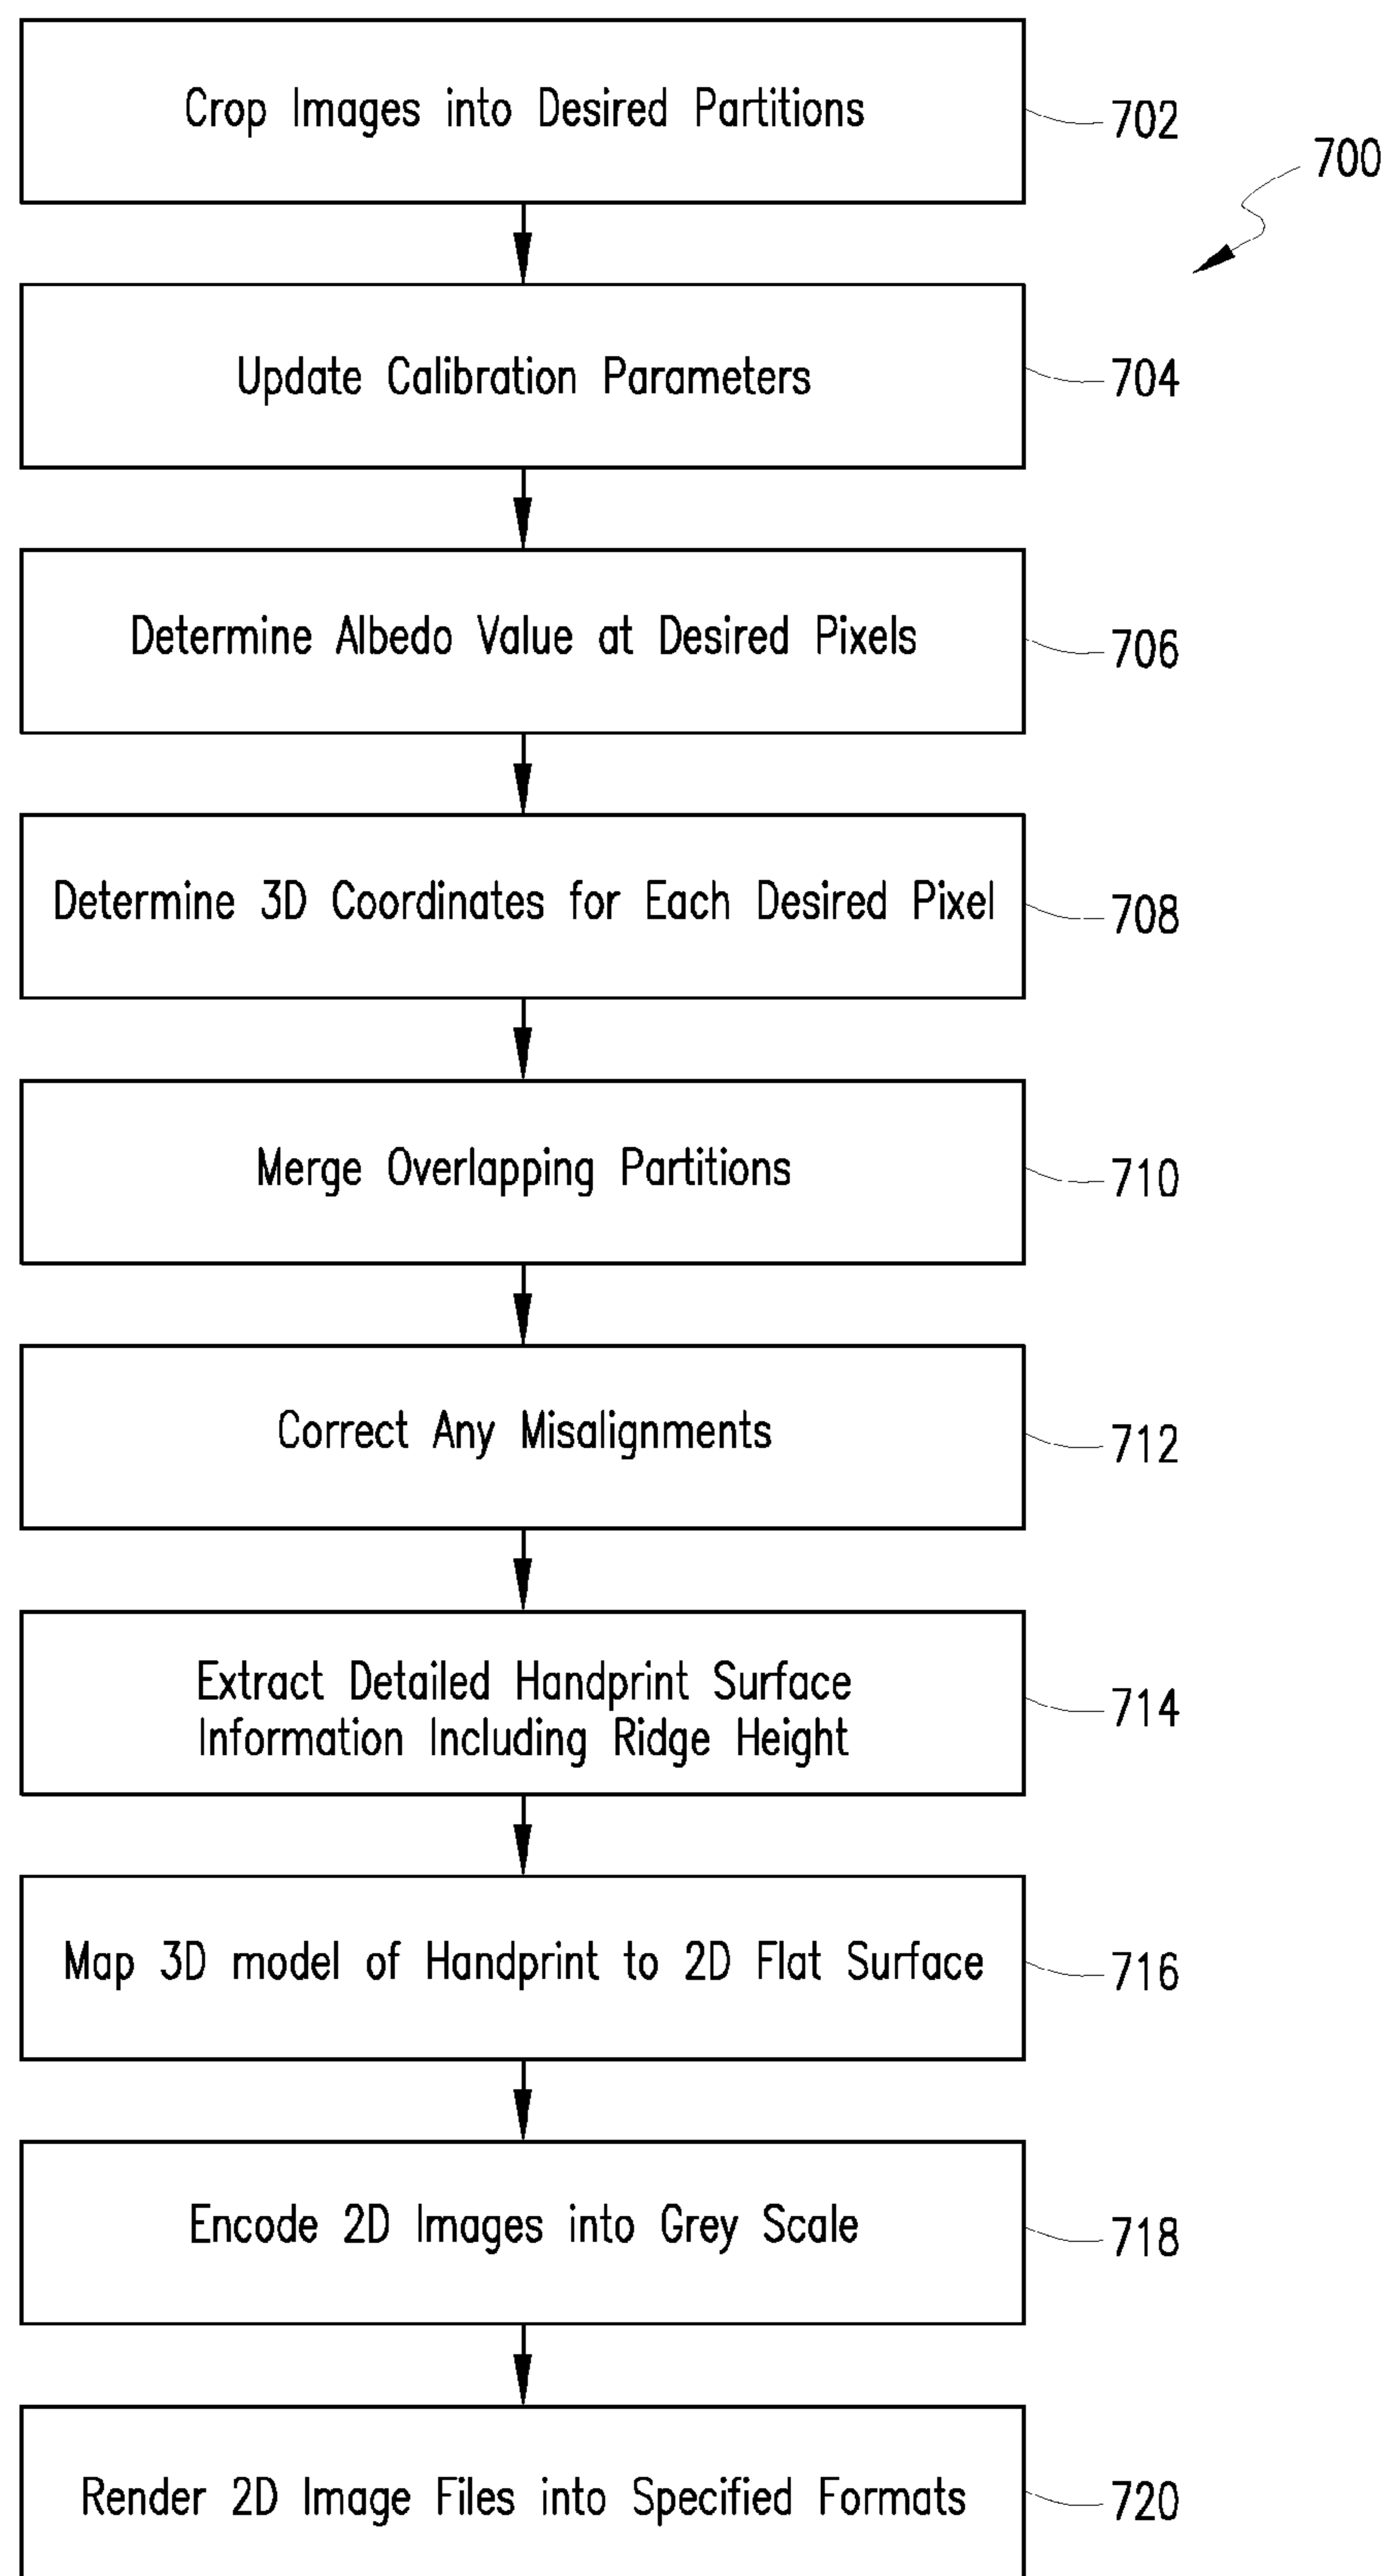 Crop Images into Desired Partitions
702
700
Update Calibration Parameters
704
Determine Albedo Value at Desired Pixels
706
Determine 3D Coordinates for Each Desired Pixel
708
Merge Overlapping Partitions
710
Correct Any Misalignments
712
Extract Detailed Handprint Surface
Information Including Ridge Height
714
Map 3D model of Handprint to 2D Flat Surface
716
Encode 2D Images into Grey Scale
718
Render 2D Image Files into Specified Formats
720